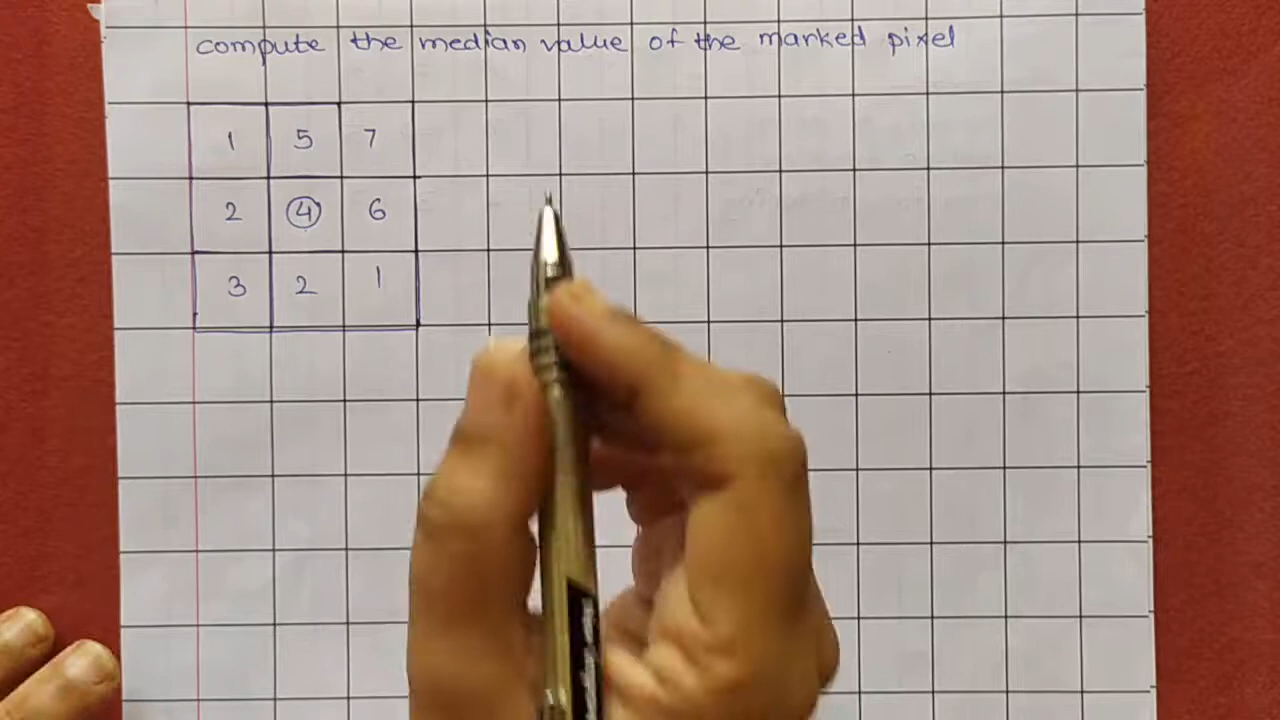 compute the median value of the marked pixel
1 5 7
2 4 6
3 2 1